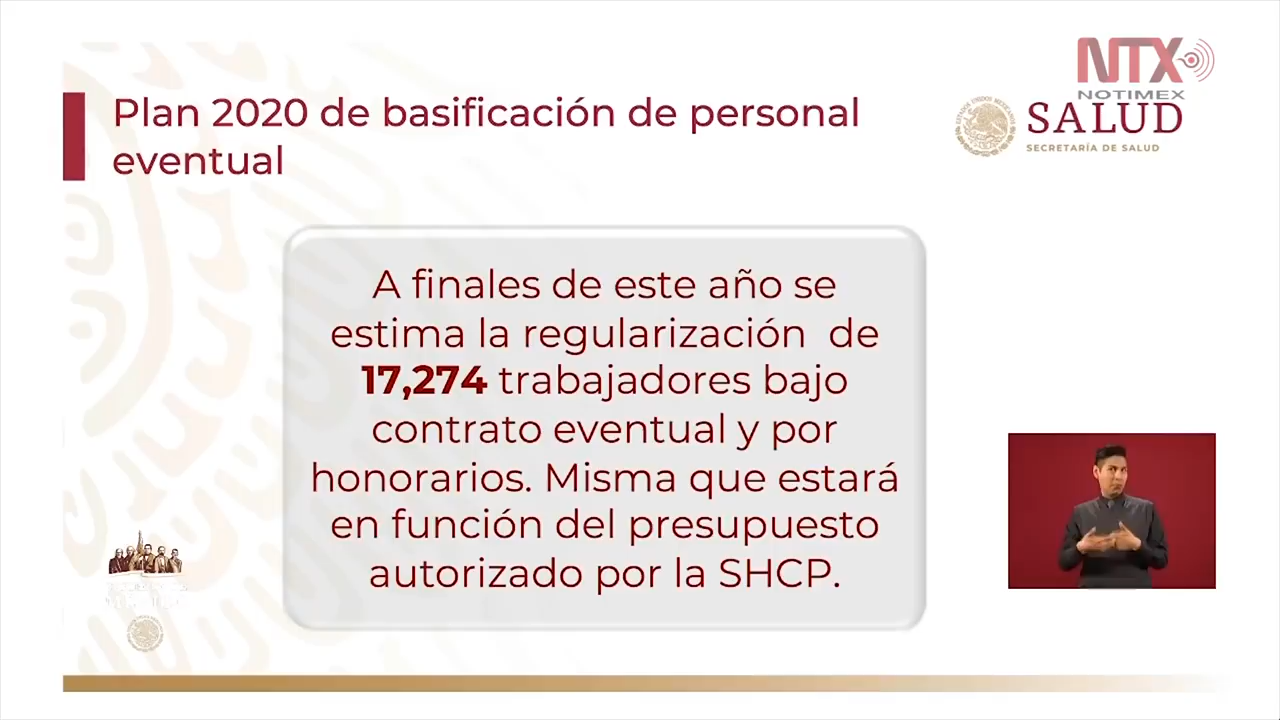 NTX
NOTIMEX
Plan 2020 de basificación de personal
eventual
SALUD
SECRETARÍA DE SALUD
A finales de este año se
estima la regularización de
17,274 trabajadores bajo
contrato eventual y por
honorarios. Misma que estará
en función del presupuesto
autorizado por la SHCP.